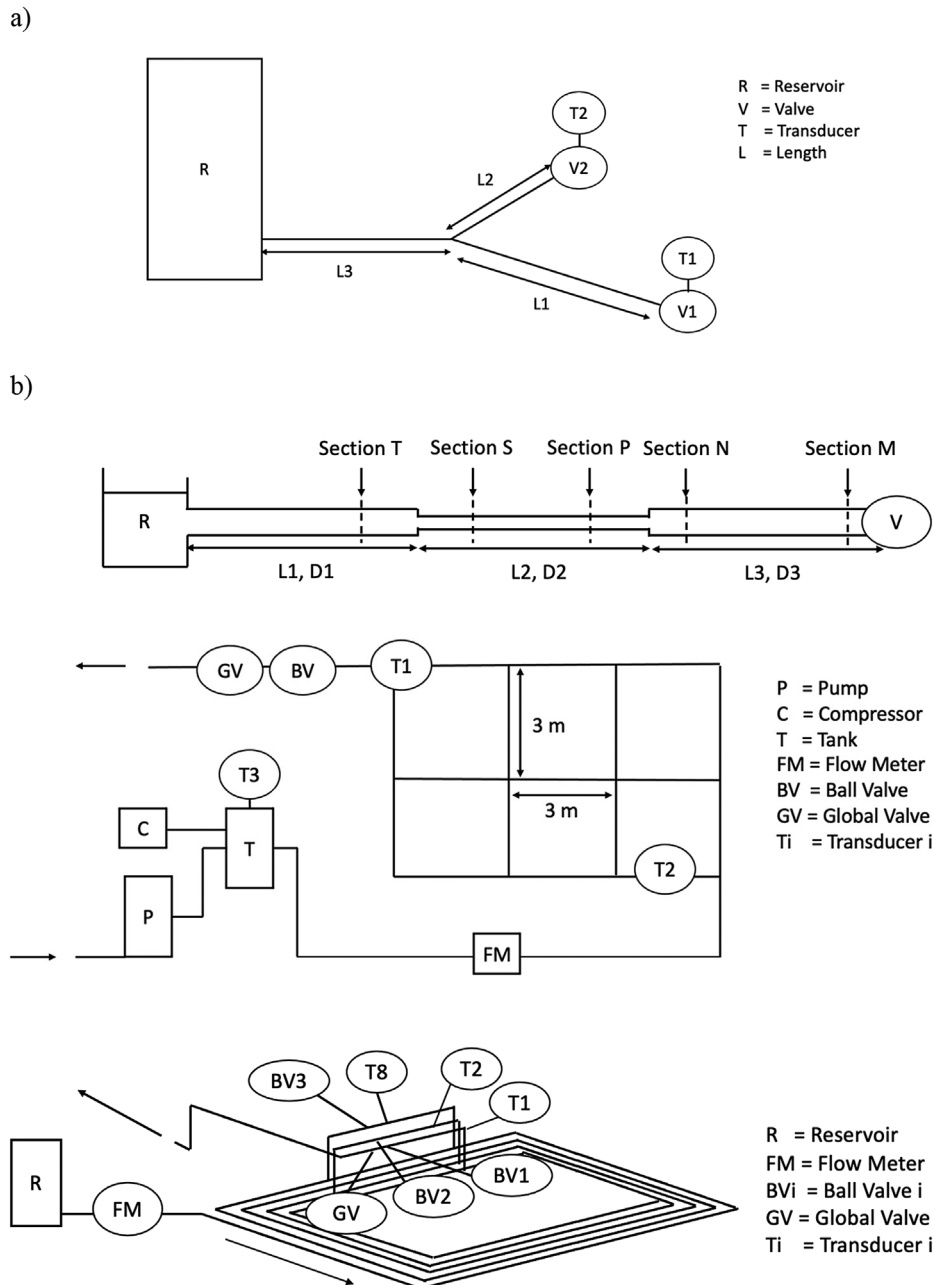 a)
R
T2
V2
L2
L3
L1
T1
V1
R = Reservoir
V = Valve
T = Transducer
L = Length
b)
Section T Section S Section P Section N Section M
R
V
L1, D1 L2, D2 L3, D3
GV BV T1
3 m
3 m
T3
C
T
P
T2
FM
P = Pump
C = Compressor
T = Tank
FM = Flow Meter
BV = Ball Valve
GV = Global Valve
Ti = Transducer i
BV3 T8 T2
T1
R
FM
GV
BV2
BV1
R = Reservoir
FM = Flow Meter
BVi = Ball Valve i
GV = Global Valve
Ti = Transducer i